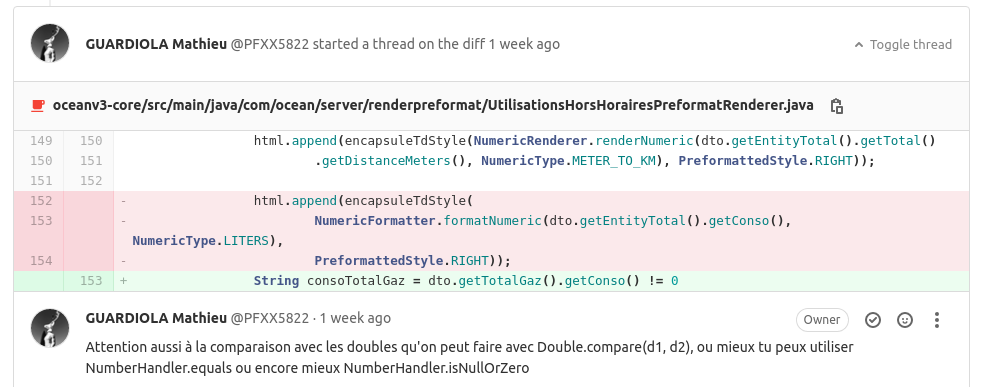 GUARDIOLA Mathieu @PFXX5822 started a thread on the diff 1 week ago
Toggle thread
oceanv3-core/src/main/java/com/ocean/server/renderpreformat/UtilisationsHorsHorairesPreformatRenderer.java
149 150 html.append(encapsuleTdStyle(NumericRenderer.renderNumeric(dto.getEntityTotal().getTotal()
150 151 .getDistanceMeters(), NumericType.METER_TO_KM), PreformattedStyle.RIGHT));
151 152
152 - html.append(encapsuleTdStyle(
153 - NumericFormatter.formatNumeric(dto.getEntityTotal().getConso(),
NumericType.LITERS),
154 - PreformattedStyle.RIGHT));
153 + String consoTotalGaz = dto.getTotalGaz().getConso() != 0
GUARDIOLA Mathieu @PFXX5822 · 1 week ago
Owner
Attention aussi à la comparaison avec les doubles qu'on peut faire avec Double.compare(d1, d2), ou mieux tu peux utiliser
NumberHandler.equals ou encore mieux NumberHandler.isNullOrZero